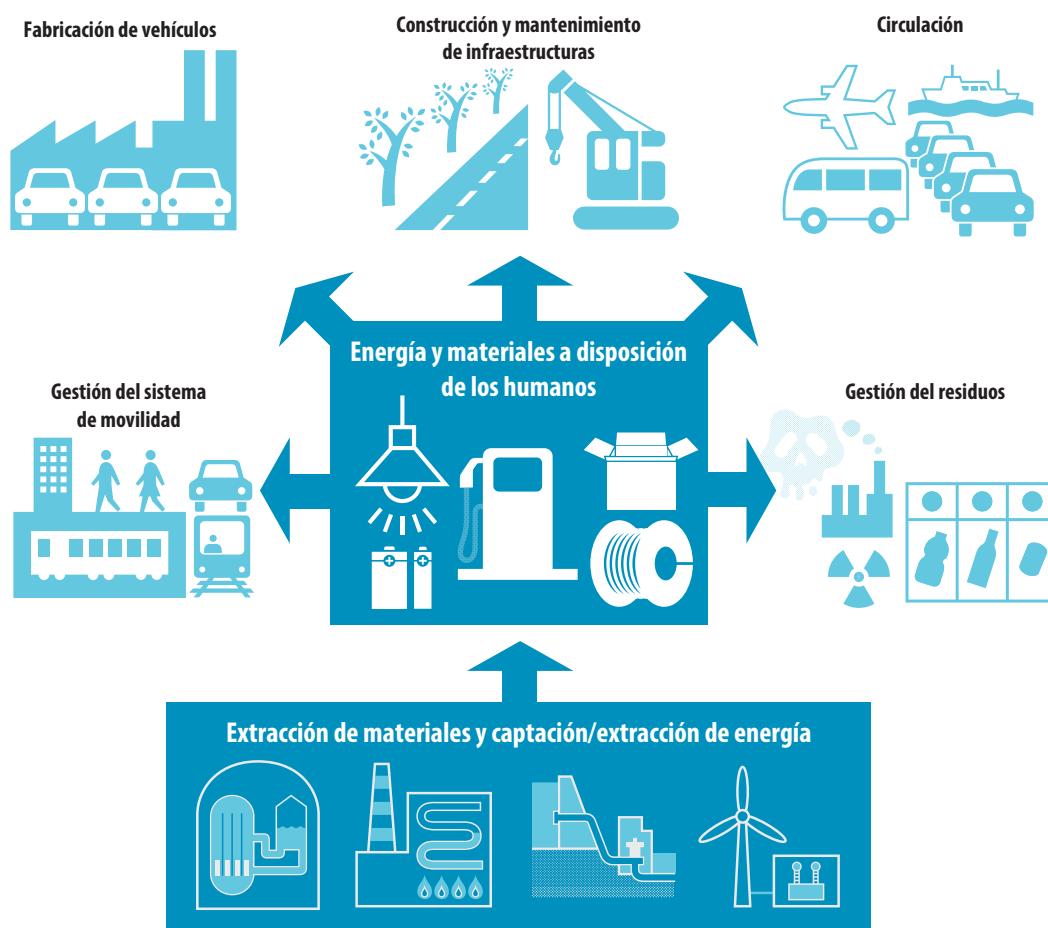 Fabricación de vehículos
Construcción y mantenimiento
de infraestructuras
Circulación
Energía y materiales a disposición
de los humanos
Gestión del sistema
de movilidad
Gestión del residuos
Extracción de materiales y captación/extracción de energía